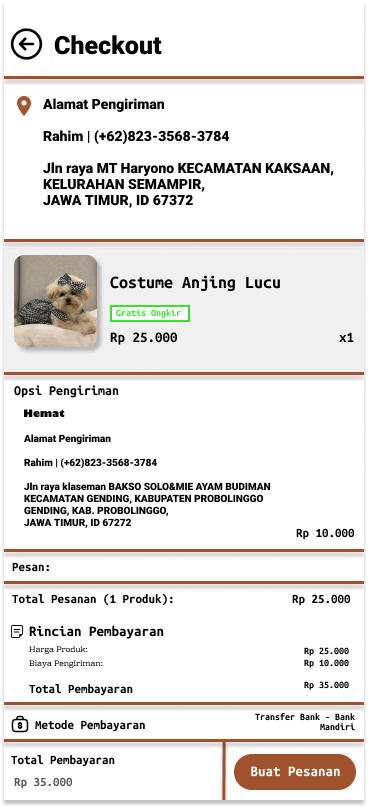 Checkout
Alamat Pengiriman
Rahim | (+62)823-3568-3784
Jln raya MT Haryono KECAMATAN KAKSAAN,
KELURAHAN SEMAMPIR,
JAWA TIMUR, ID 67372
Costume Anjing Lucu
Gratis Ongkir
Rp 25.000 x1
Opsi Pengiriman
Hemat
Alamat Pengiriman
Rahim | (+62)823-3568-3784
Jln raya klaseman BAKSO SOLO&MIE AYAM BUDIMAN
KECAMATAN GENDING, KABUPATEN PROBOLINGGO
GENDING, KAB. PROBOLINGGO,
JAWA TIMUR, ID 67272
Rp 10.000
Pesan:
Total Pesanan (1 Produk): Rp 25.000
Rincian Pembayaran
Harga Produk: Rp 25.000
Biaya Pengiriman: Rp 10.000
Total Pembayaran Rp 35.000
Metode Pembayaran
Transfer Bank - Bank
Mandiri
Total Pembayaran
Rp 35.000
Buat Pesanan